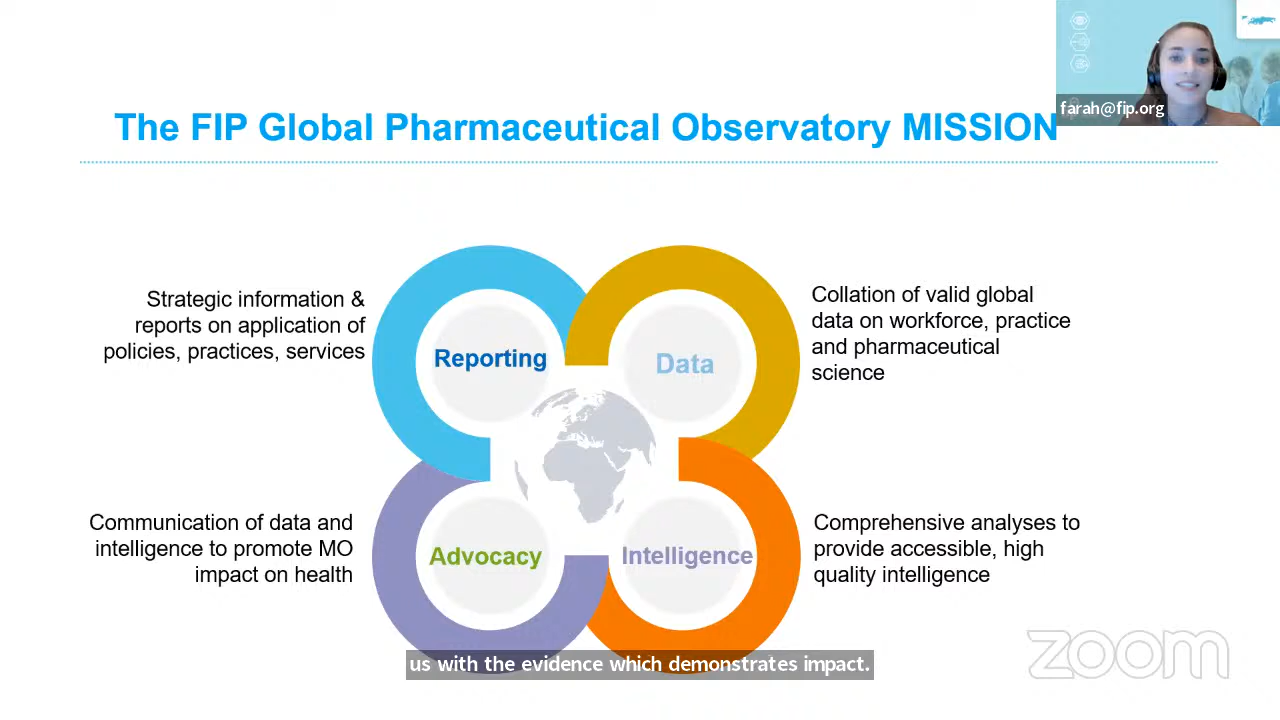 farah@fip.org
The FIP Global Pharmaceutical Observatory MISSION
Strategic information &
reports on application of
policies, practices, services
Reporting
Data
Collation of valid global
data on workforce, practice
and pharmaceutical
science
Communication of data and
intelligence to promote MO
impact on health
Advocacy
Intelligence
Comprehensive analyses to
provide accessible, high
quality intelligence
us with the evidence which demonstrates impact.
zoom